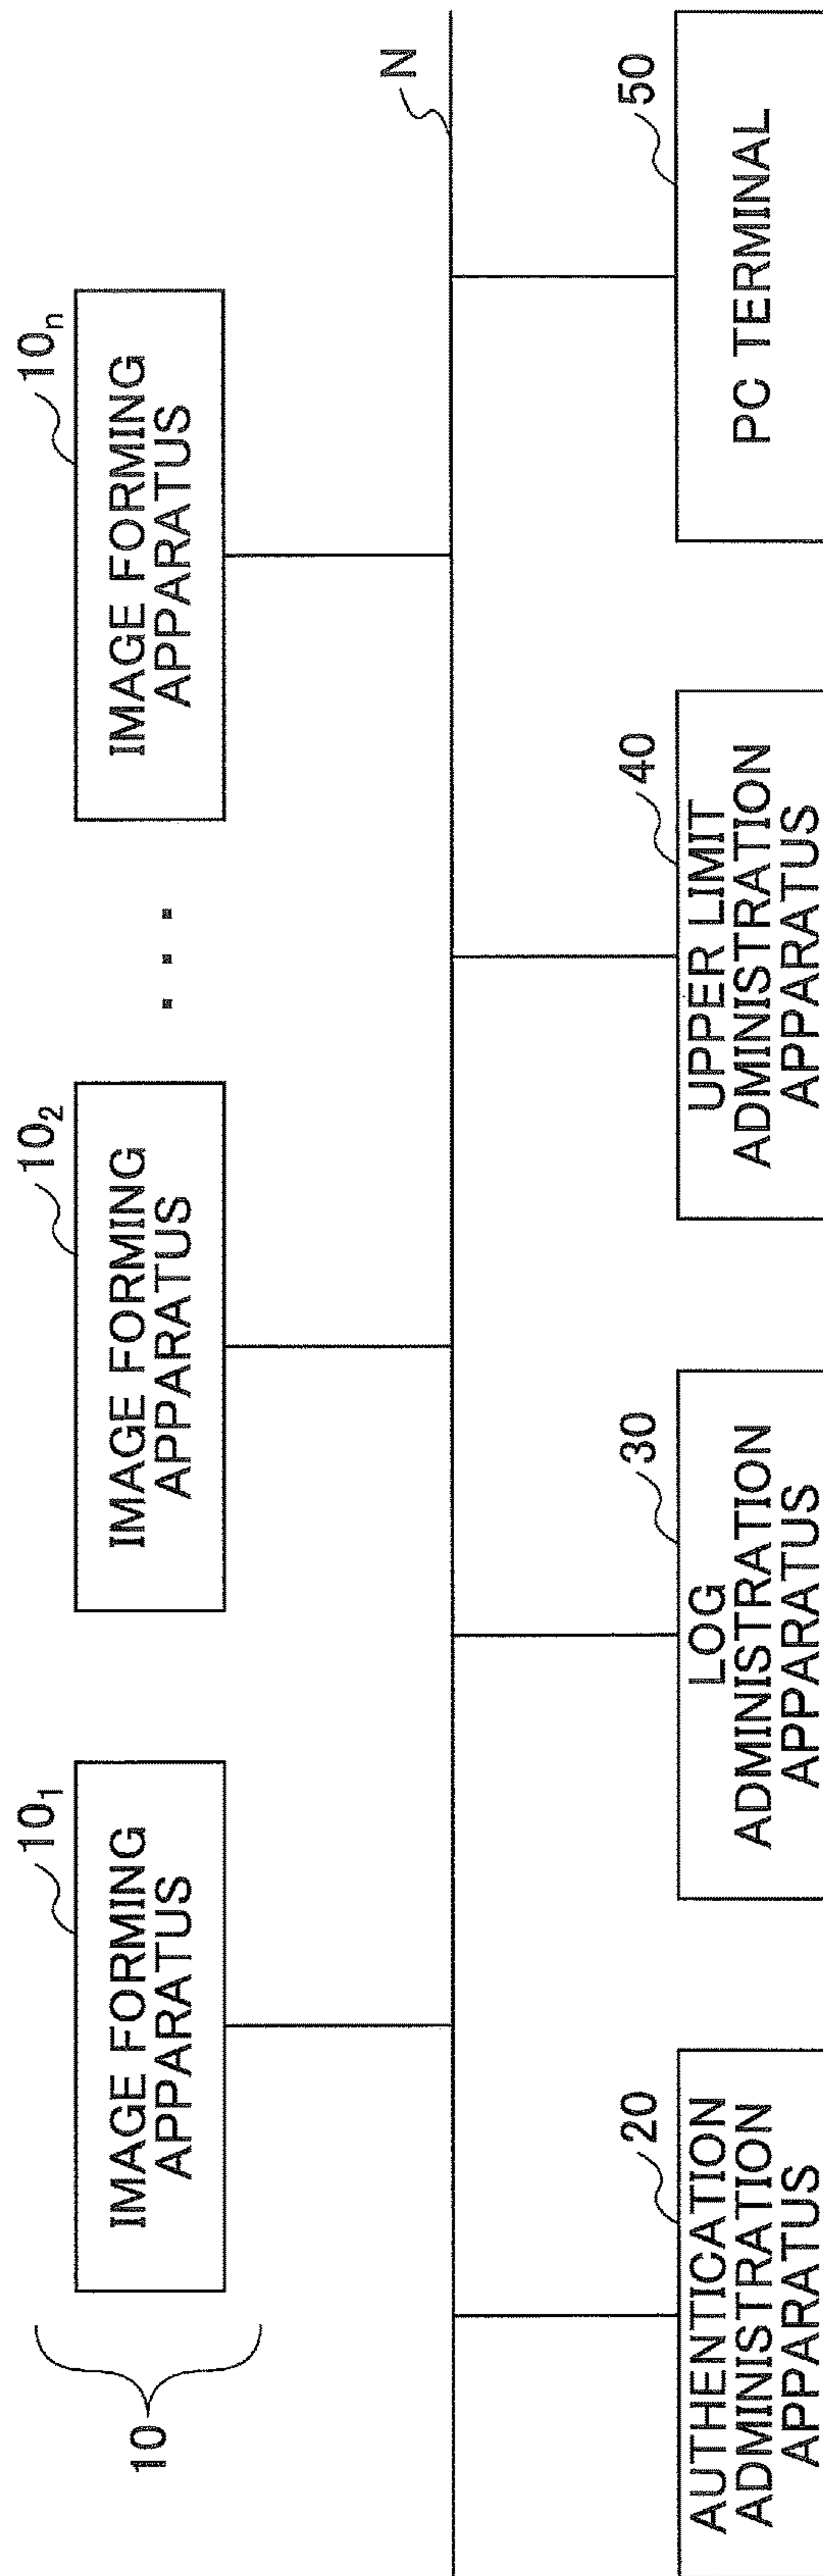 10
10₁
IMAGE FORMING
APPARATUS
10₂
IMAGE FORMING
APPARATUS
. . .
10ₙ
IMAGE FORMING
APPARATUS
N
20
AUTHENTICATION
ADMINISTRATION
APPARATUS
30
LOG
ADMINISTRATION
APPARATUS
40
UPPER LIMIT
ADMINISTRATION
APPARATUS
50
PC TERMINAL